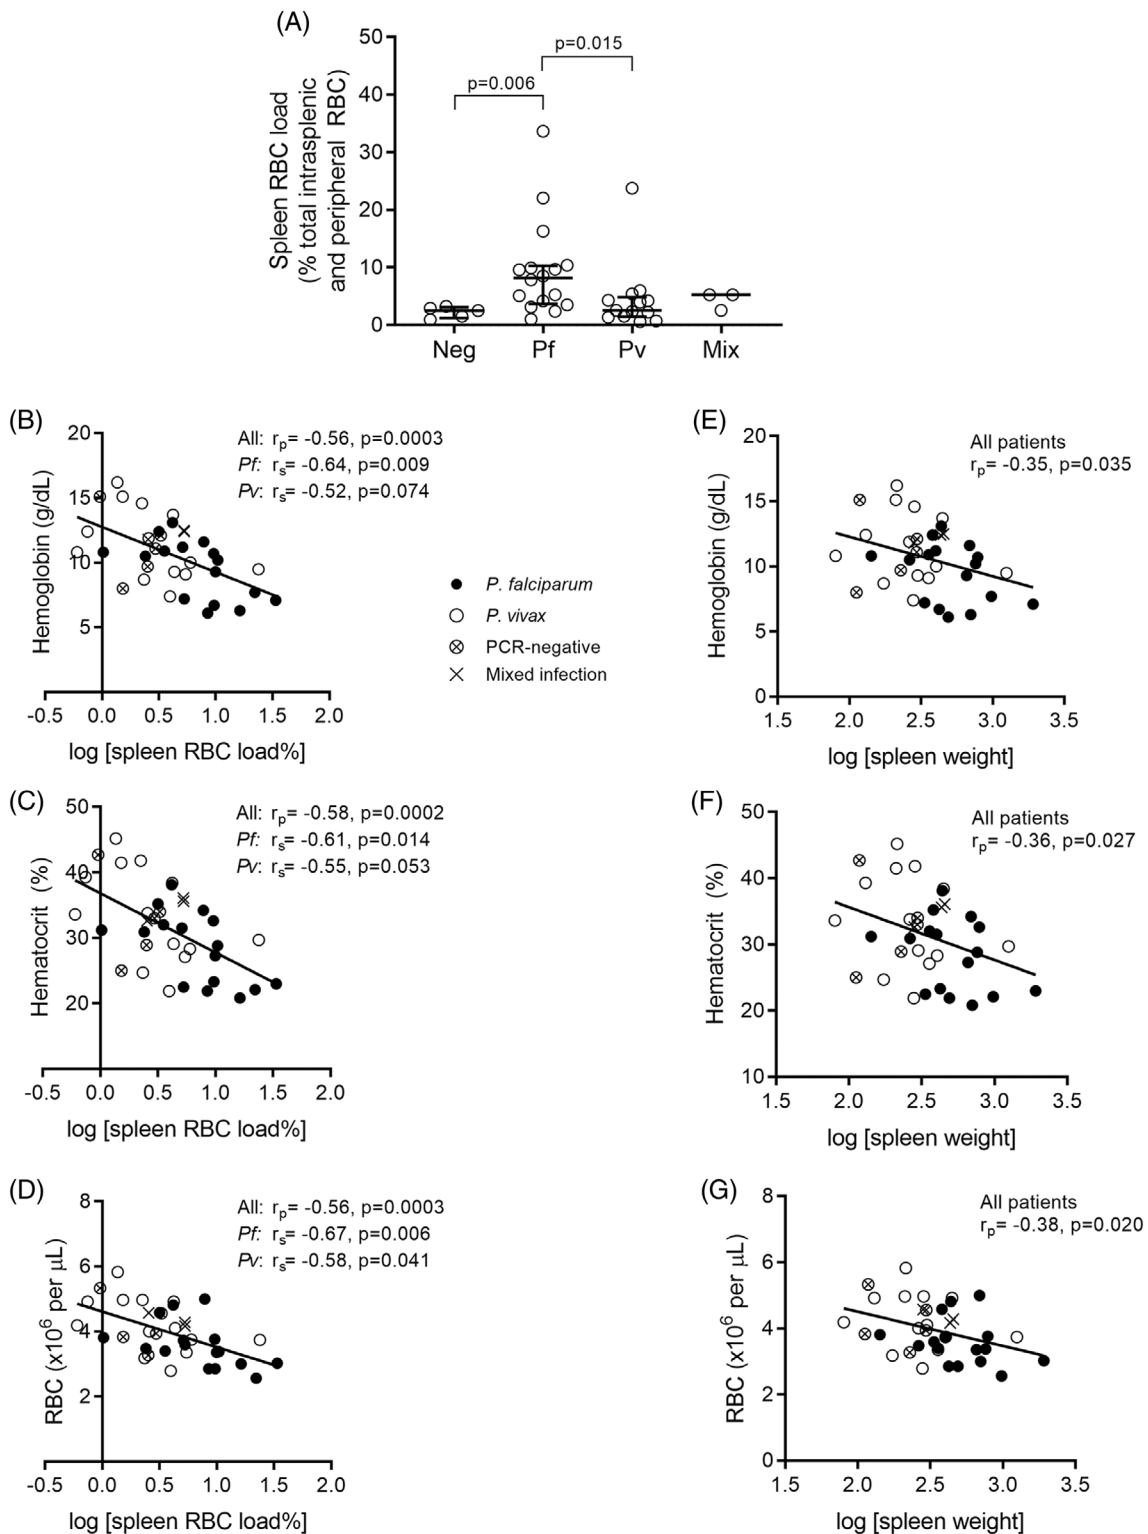 (A)
Spleen RBC load
(% total intrasplenic
and peripheral RBC)
50
40
30
20
10
0
p=0.006
p=0.015
Neg
Pf
Pv
Mix
(B)
Hemoglobin (g/dL)
20
15
10
5
-0.5
0.0
0.5
1.0
1.5
2.0
log [spleen RBC load%]
All: rp= -0.56, p=0.0003
Pf: rs= -0.64, p=0.009
Pv: rs= -0.52, p=0.074
P. falciparum
P. vivax
PCR-negative
Mixed infection
(E)
Hemoglobin (g/dL)
20
15
10
5
0
1.5
2.0
2.5
3.0
3.5
log [spleen weight]
All patients
rp= -0.35, p=0.035
(C)
Hematocrit (%)
50
40
30
20
-0.5
0.0
0.5
1.0
1.5
2.0
log [spleen RBC load%]
All: rp= -0.58, p=0.0002
Pf: rs= -0.61, p=0.014
Pv: rs= -0.55, p=0.053
(F)
Hematocrit (%)
50
40
30
20
10
1.5
2.0
2.5
3.0
3.5
log [spleen weight]
All patients
rp= -0.36, p=0.027
(D)
RBC (x10⁶ per μL)
8
6
4
2
-0.5
0.0
0.5
1.0
1.5
2.0
log [spleen RBC load%]
All: rp= -0.56, p=0.0003
Pf: rs= -0.67, p=0.006
Pv: rs= -0.58, p=0.041
(G)
RBC (x10⁶ per μL)
8
6
4
2
0
1.5
2.0
2.5
3.0
3.5
log [spleen weight]
All patients
rp= -0.38, p=0.020